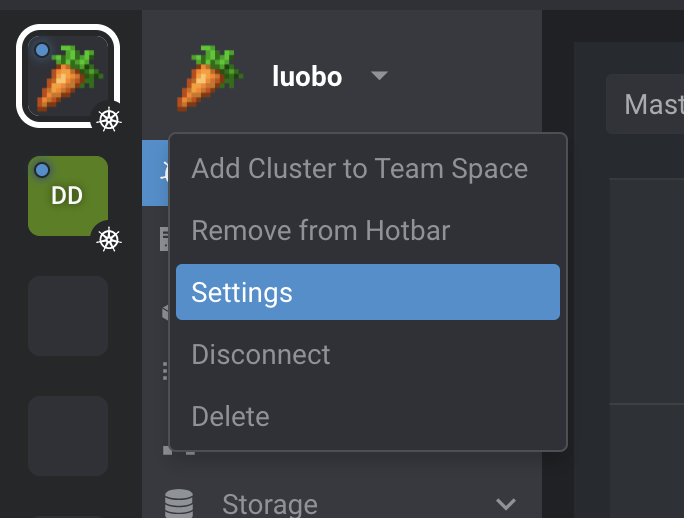 luobo
Mast
DD
Add Cluster to Team Space
Remove from Hotbar
Settings
Disconnect
Delete
Storage